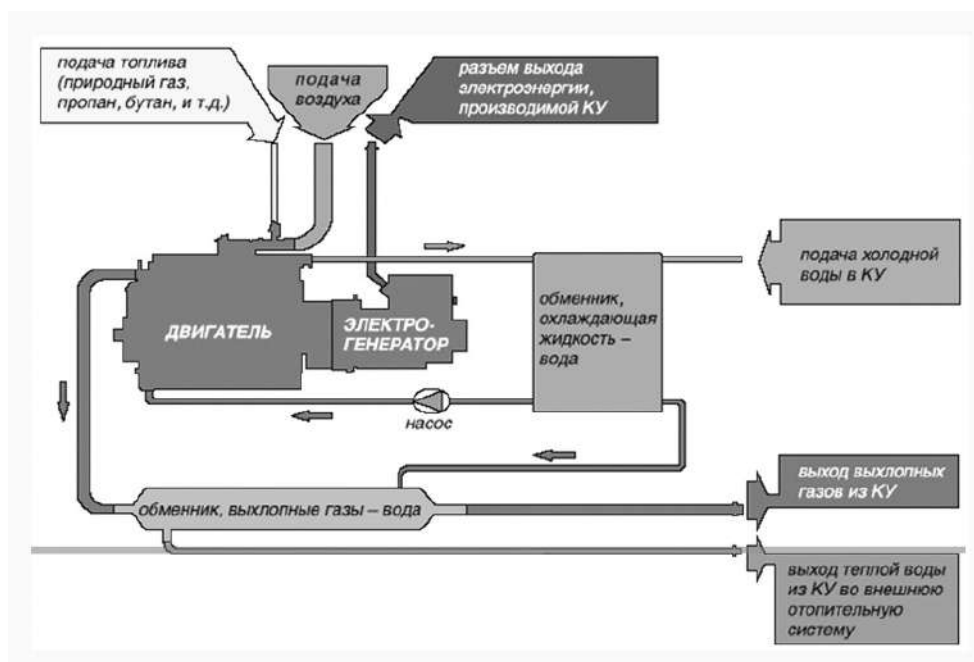 подача топлива
(природный газ,
пропан, бутан, и т.д.)
подача
воздуха
разъем выхода
электроэнергии,
производимой КУ
подача холодной
воды в КУ
обменник,
охлаждающая
жидкость –
вода
ДВИГАТЕЛЬ
ЭЛЕКТРО-
ГЕНЕРАТОР
насос
обменник, выхлопные газы – вода
выход выхлопных
газов из КУ
выход теплой воды
из КУ во внешнюю
отопительную
систему